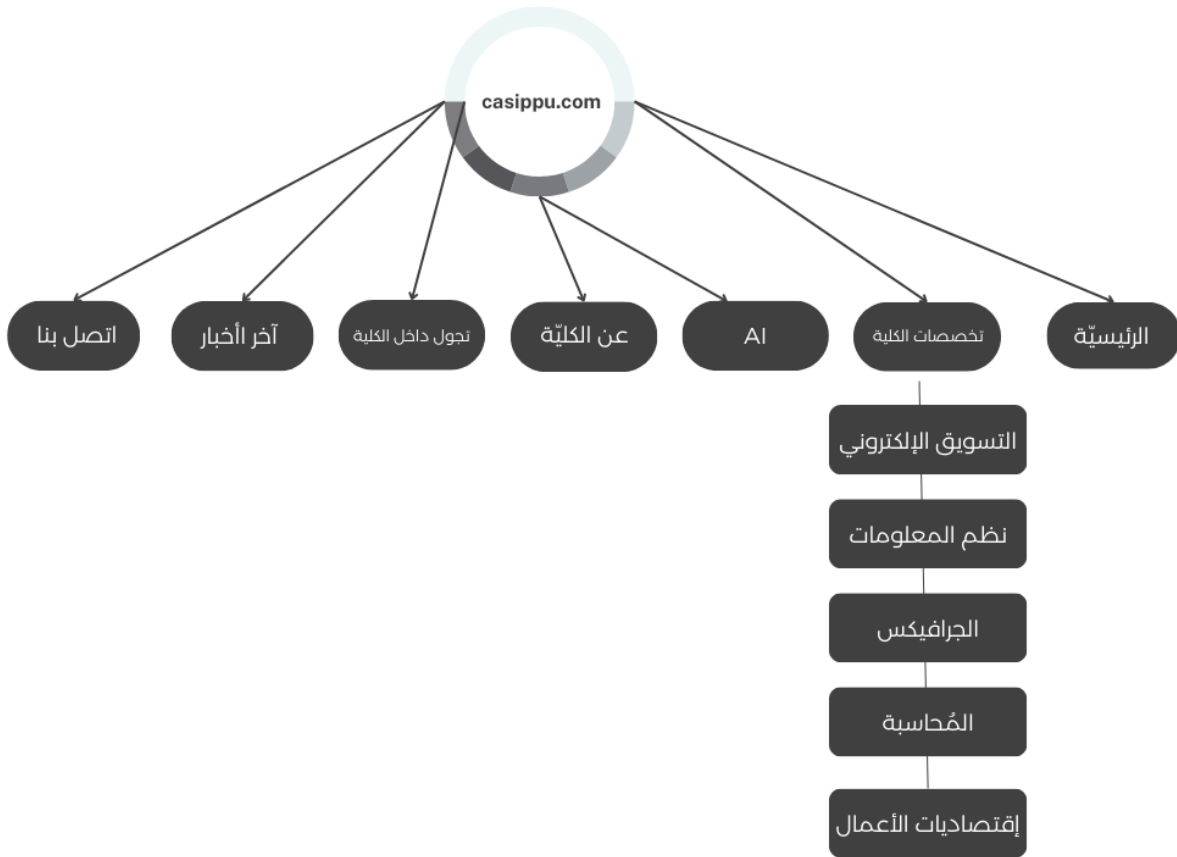 casippu.com
الرئيسيّة
تخصصات الكلية
AI
عن الكليّة
تجول داخل الكلية
آخر اأخبار
اتصل بنا
التسويق الإلكتروني
نظم المعلومات
الجرافيكس
المُحاسبة
إقتصاديات الأعمال